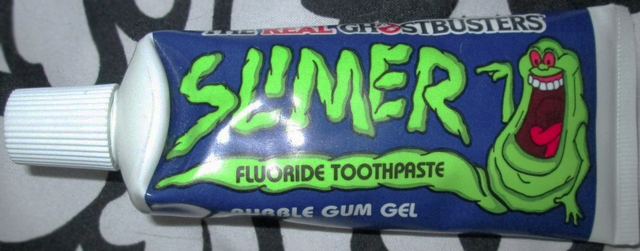 THE REAL GHOSTBUSTERS
SLIMER
FLUORIDE TOOTHPASTE
BUBBLE GUM GEL